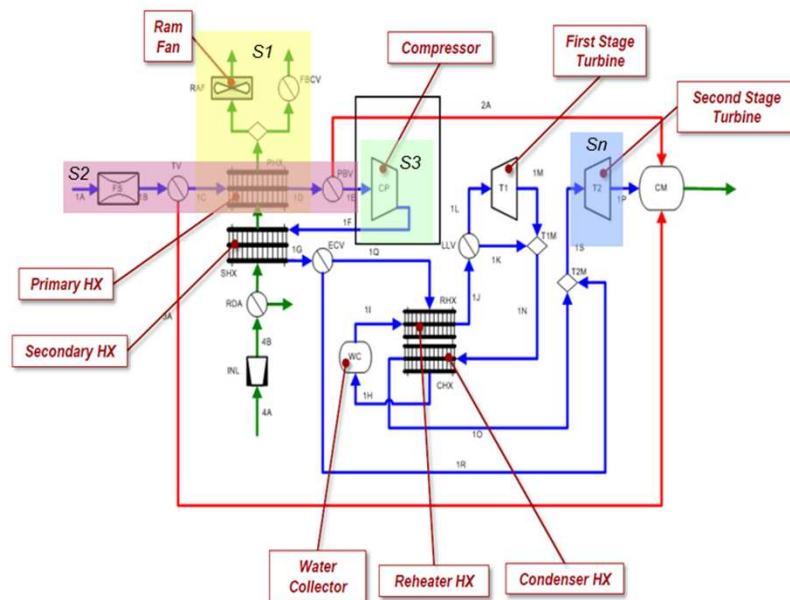 Ram
Fan
S1
Compressor
First Stage
Turbine
Second Stage
Turbine
RAF
FBCV
2A
S2
1A
FS
1B
TV
1C
PHX
1D
PBV
1E
S3
CP
T1
1M
Sn
T2
1P
CM
1F
1L
1G
ECV
1Q
LLV
1K
T1M
1S
T2M
SHX
Primary HX
3A
RDA
Secondary HX
4B
INL
4A
1I
RHX
1J
1N
WC
CHX
1H
1O
1R
Water
Collector
Reheater HX
Condenser HX